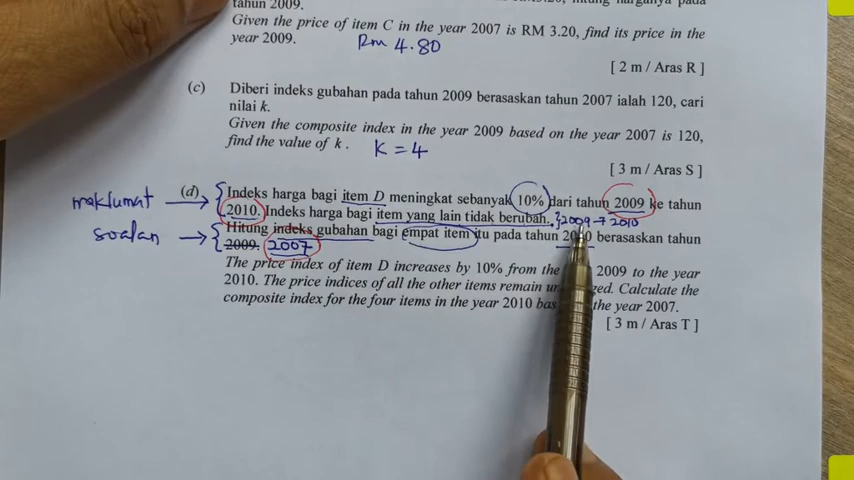 tahun 2009.
Given the price of item C in the year 2007 is RM 3.20, find its price in the
year 2009. Rm 4.80
[ 2 m / Aras R ]
(c) Diberi indeks gubahan pada tahun 2009 berasaskan tahun 2007 ialah 120, cari
nilai k.
Given the composite index in the year 2009 based on the year 2007 is 120,
find the value of k . K = 4
[ 3 m / Aras S ]
maklumat (d) Indeks harga bagi item D meningkat sebanyak 10% dari tahun 2009 ke tahun
2010. Indeks harga bagi item yang lain tidak berubah. 2009 → 2010
soalan Hitung indeks gubahan bagi empat item itu pada tahun berasaskan tahun
2009. 2007
The price index of item D increases by 10% from the 2009 to the year
2010. The price indices of all the other items remain Calculate the
composite index for the four items in the year 2010 the year 2007.
[ 3 m / Aras T ]